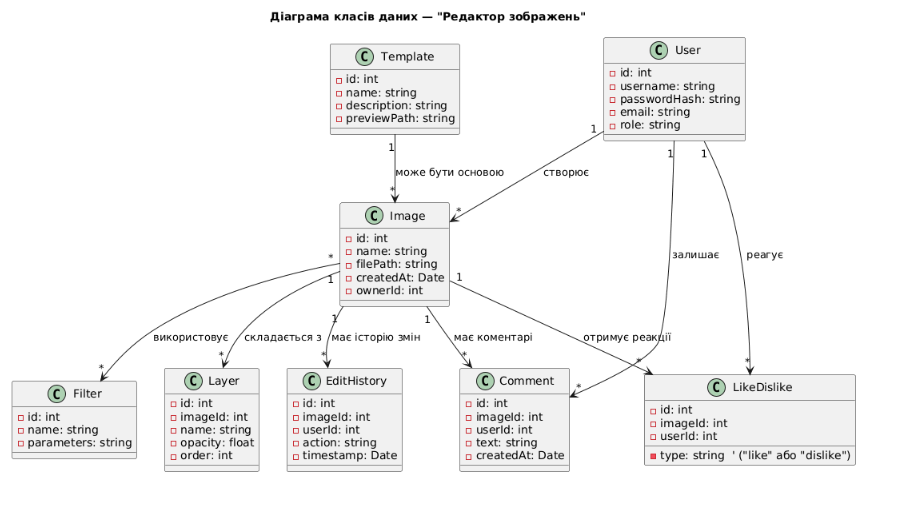 Діаграма класів даних — "Редактор зображень"
C Template
id: int
name: string
description: string
previewPath: string
C User
id: int
username: string
passwordHash: string
email: string
role: string
1
може бути основою
*
1
створює
*
1
залишає
*
1
реагує
*
C Image
id: int
name: string
filePath: string
createdAt: Date
ownerId: int
*
використовує
*
1
складається з
*
1
має історію змін
*
1
має коментарі
*
1
отримує реакції
*
C Filter
id: int
name: string
parameters: string
C Layer
id: int
imageId: int
name: string
opacity: float
order: int
C EditHistory
id: int
imageId: int
userId: int
action: string
timestamp: Date
C Comment
id: int
imageId: int
userId: int
text: string
createdAt: Date
C LikeDislike
id: int
imageId: int
userId: int
type: string ' ("like" або "dislike")